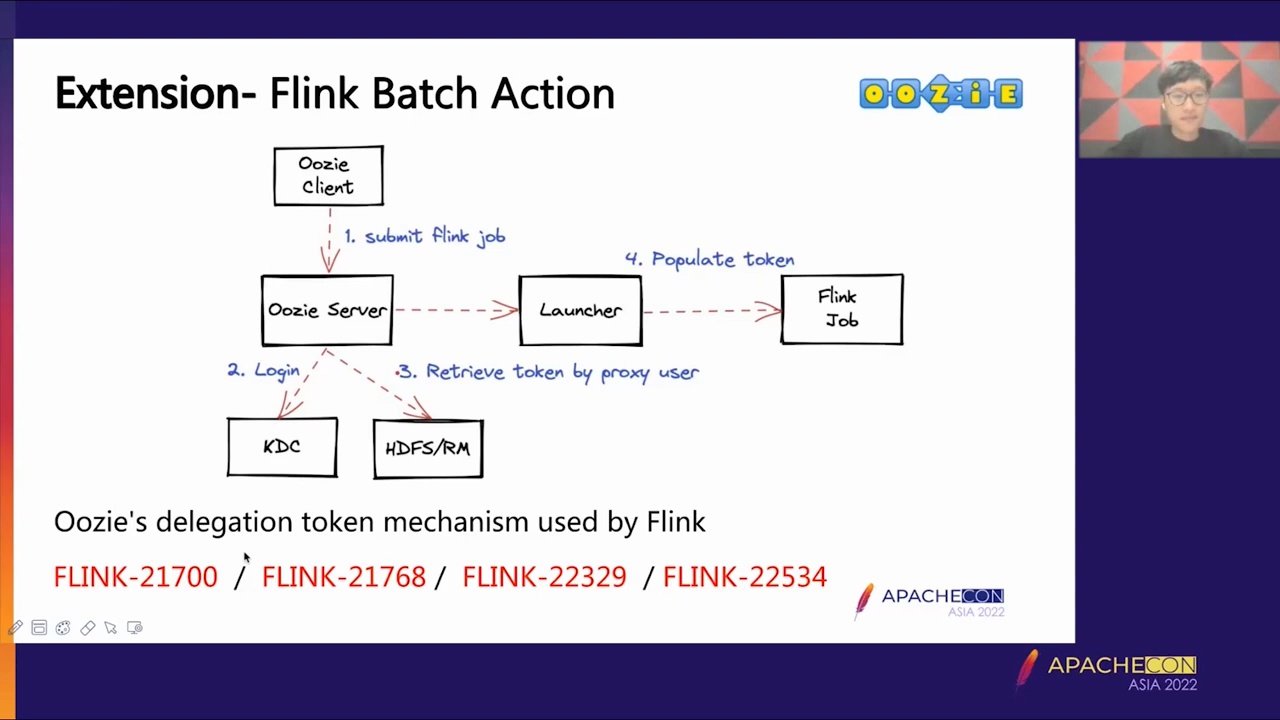 Extension- Flink Batch Action
OOZiE
Oozie
Client
1. submit flink job
4. Populate token
Oozie Server
Launcher
Flink
Job
2. Login
3. Retrieve token by proxy user
KDC
HDFS/RM
Oozie's delegation token mechanism used by Flink
FLINK-21700 / FLINK-21768 / FLINK-22329 / FLINK-22534
APACHECON
ASIA 2022
APACHECON
ASIA 2022